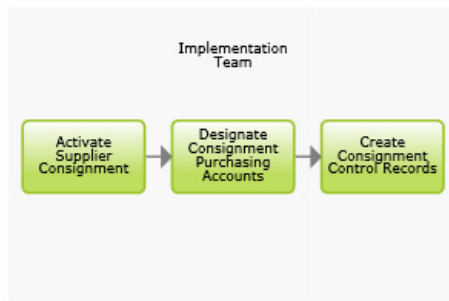 Implementation
Team
Activate
Supplier
Consignment
Designate
Consignment
Purchasing
Accounts
Create
Consignment
Control Records